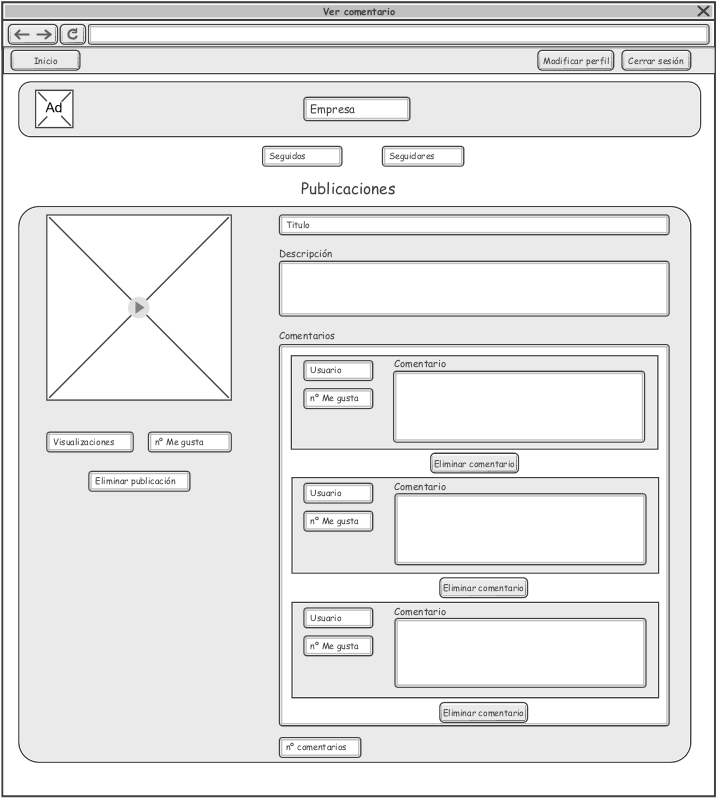 Ver comentario
Inicio
Modificar perfil
Cerrar sesión
Ad
Empresa
Seguidos
Seguidores
Publicaciones
Titulo
Descripción
Comentarios
Usuario
Comentario
nº Me gusta
Visualizaciones
nº Me gusta
Eliminar comentario
Eliminar publicación
Usuario
Comentario
nº Me gusta
Eliminar comentario
Usuario
Comentario
nº Me gusta
Eliminar comentario
nº comentarios